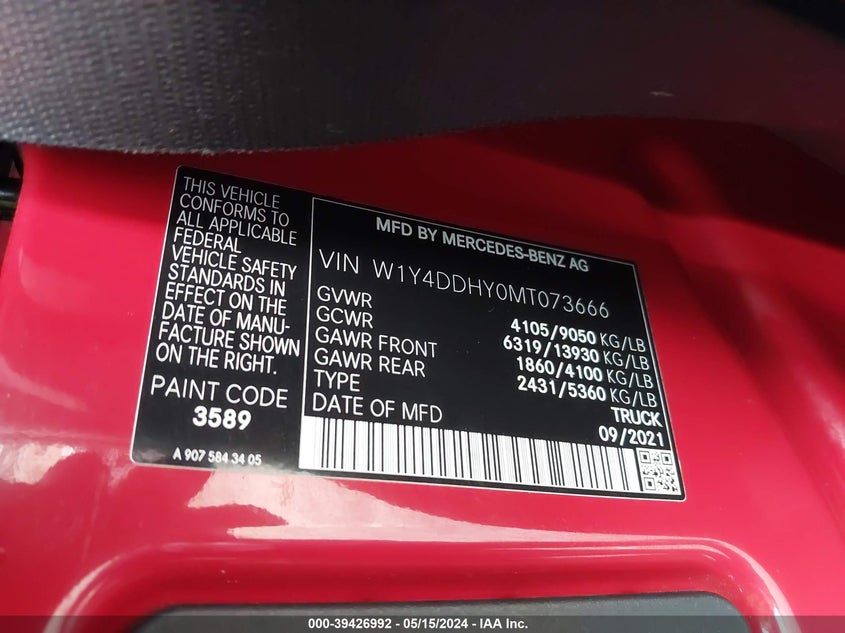 THIS VEHICLE
CONFORMS TO
ALL APPLICABLE
FEDERAL
VEHICLE SAFETY
STANDARDS IN
EFFECT ON THE
DATE OF MANU-
FACTURE SHOWN
ON THE RIGHT.
PAINT CODE
3589
A 907 584 34 05
MFD BY MERCEDES-BENZ AG
VIN W1Y4DDHY0MT073666
GVWR 4105/9050 KG/LB
GCWR 6319/13930 KG/LB
GAWR FRONT 1860/4100 KG/LB
GAWR REAR 2431/5360 KG/LB
TYPE TRUCK
DATE OF MFD 09/2021
000-39426992 - 05/15/2024 - IAA Inc.